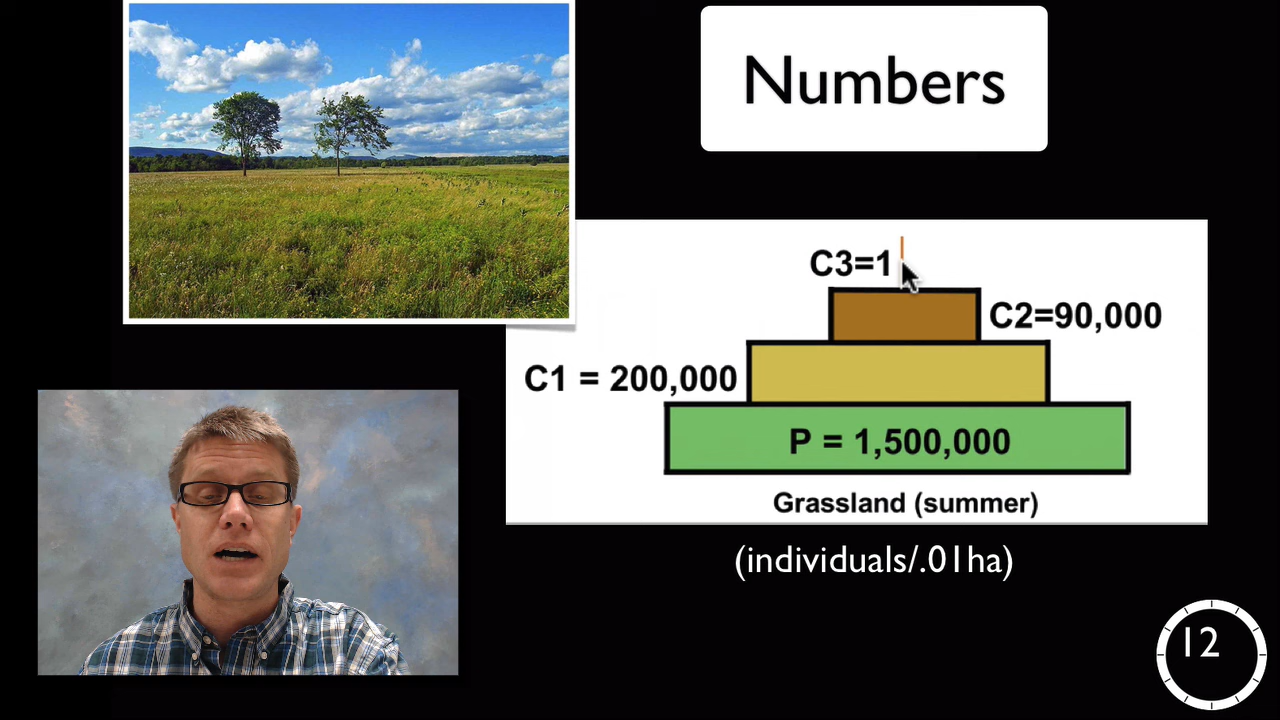 Numbers
C3=1
C2=90,000
C1 = 200,000
P = 1,500,000
Grassland (summer)
(individuals/.01ha)
12